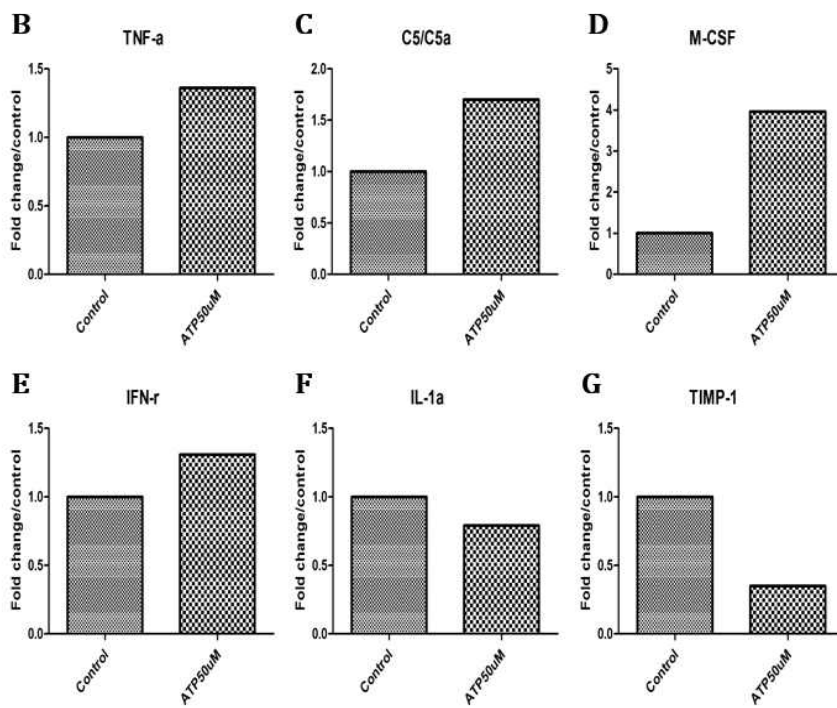 B
TNF-a
Fold change/control
1.5
1.0
0.5
0.0
Control
ATP50uM
C
C5/C5a
Fold change/control
2.0
1.5
1.0
0.5
0.0
Control
ATP50uM
D
M-CSF
Fold change/control
5
4
3
2
1
0
Control
ATP50uM
E
IFN-r
Fold change/control
1.5
1.0
0.5
0.0
Control
ATP50uM
F
IL-1a
Fold change/control
1.5
1.0
0.5
0.0
Control
ATP50uM
G
TIMP-1
Fold change/control
1.5
1.0
0.5
0.0
Control
ATP50uM